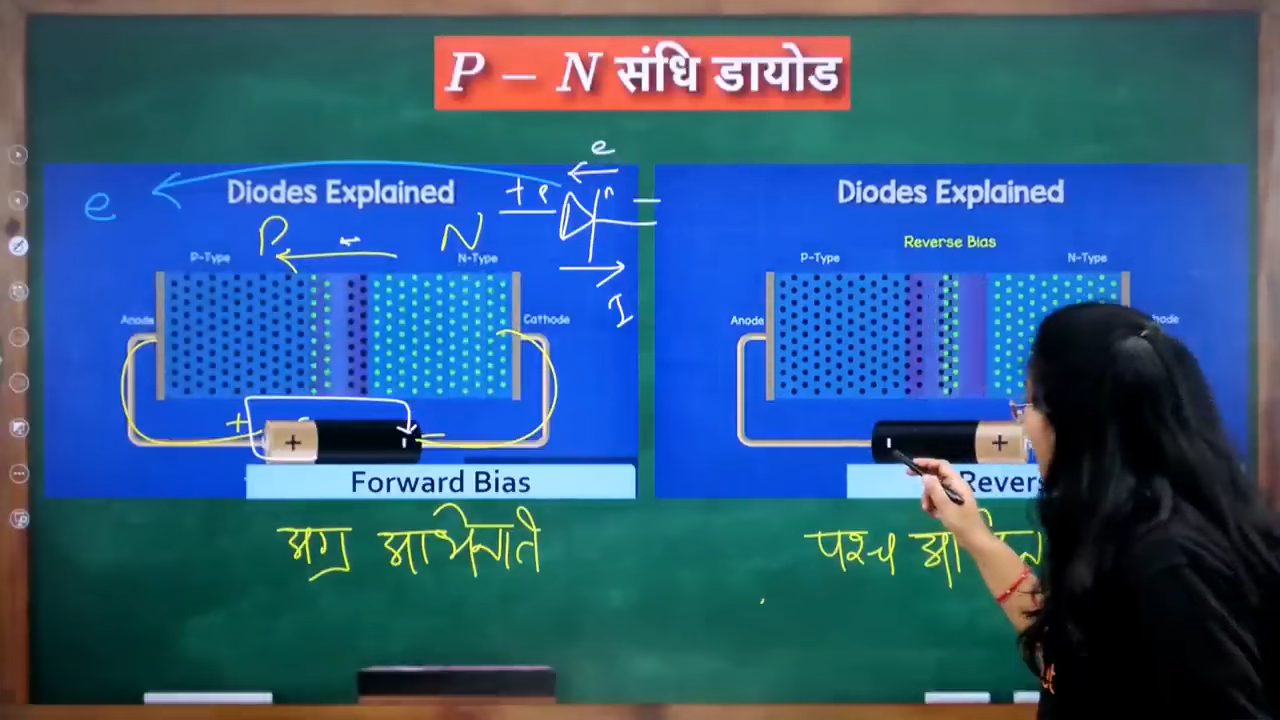 P – N संधि डायोड
e
e
+ P n –
Diodes Explained
P N
P-Type N-Type
Anode Cathode
I
+ + -
Forward Bias
अग्र अभिनति
Diodes Explained
Reverse Bias
P-Type N-Type
Anode
- +
पश्च